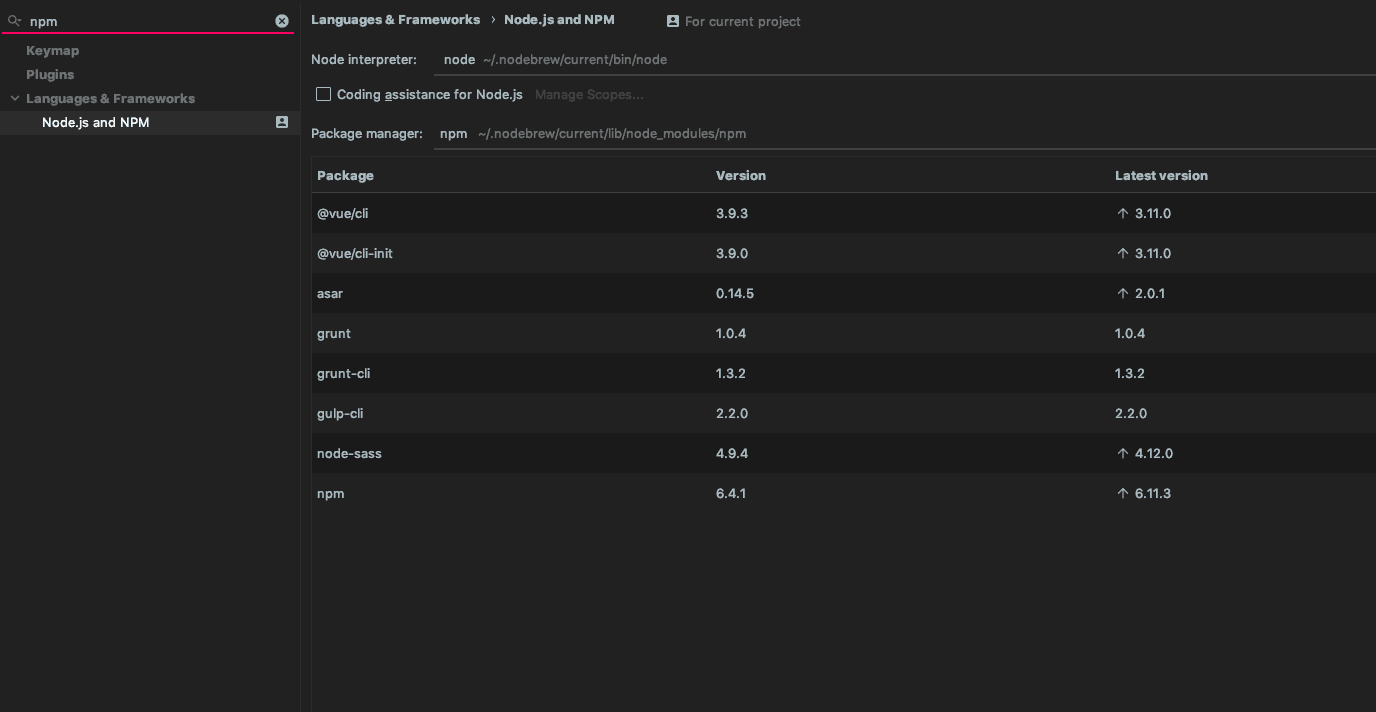 npm
Keymap
Plugins
Languages & Frameworks
Node.js and NPM
Languages & Frameworks › Node.js and NPM For current project
Node interpreter: node ~/.nodebrew/current/bin/node
Coding assistance for Node.js Manage Scopes...
Package manager: npm ~/.nodebrew/current/lib/node_modules/npm
Package Version Latest version
@vue/cli 3.9.3 ↑ 3.11.0
@vue/cli-init 3.9.0 ↑ 3.11.0
asar 0.14.5 ↑ 2.0.1
grunt 1.0.4 1.0.4
grunt-cli 1.3.2 1.3.2
gulp-cli 2.2.0 2.2.0
node-sass 4.9.4 ↑ 4.12.0
npm 6.4.1 ↑ 6.11.3